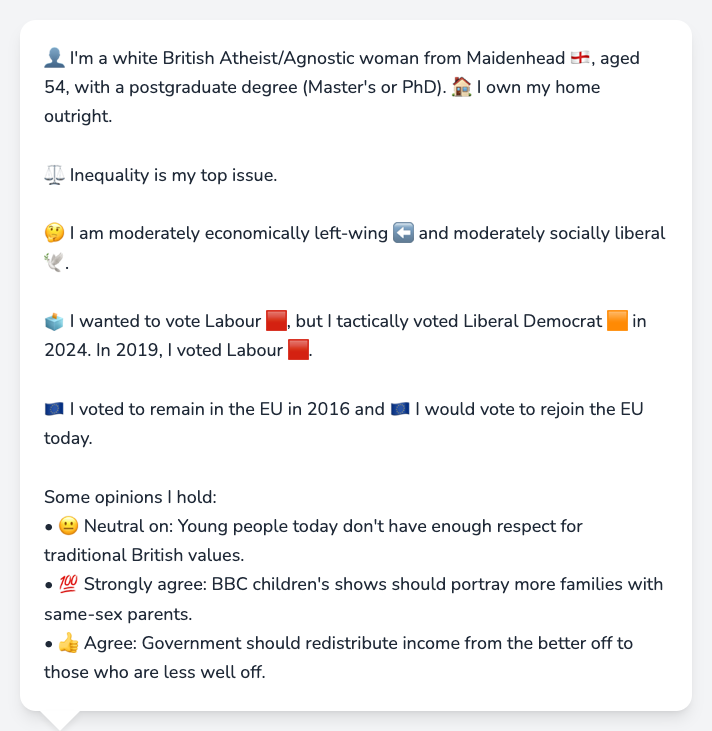 👤 I'm a white British Atheist/Agnostic woman from Maidenhead 🏴󠁧󠁢󠁥󠁮󠁧󠁿, aged
54, with a postgraduate degree (Master's or PhD). 🏠 I own my home
outright.
⚖️ Inequality is my top issue.
🤔 I am moderately economically left-wing ⬅️ and moderately socially liberal
🕊️.
🗳️ I wanted to vote Labour 🟥, but I tactically voted Liberal Democrat 🟧 in
2024. In 2019, I voted Labour 🟥.
🇪🇺 I voted to remain in the EU in 2016 and 🇪🇺 I would vote to rejoin the EU
today.
Some opinions I hold:
• 😐 Neutral on: Young people today don't have enough respect for
traditional British values.
• 💯 Strongly agree: BBC children's shows should portray more families with
same-sex parents.
• 👍 Agree: Government should redistribute income from the better off to
those who are less well off.